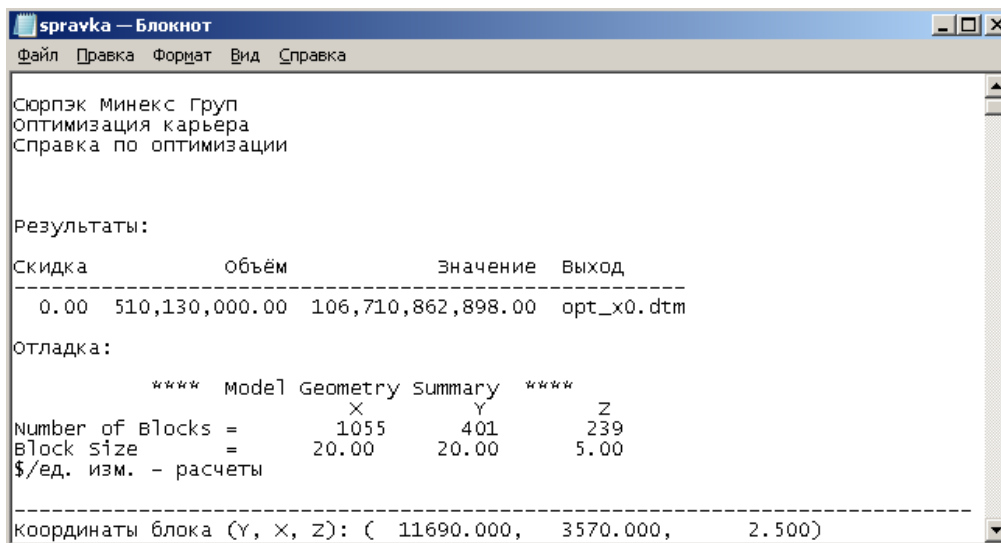 spravka — Блокнот
Файл Правка Формат Вид Справка
Сюрпэк Минекс Груп
Оптимизация карьера
Справка по оптимизации
Результаты:
Скидка Объём Значение Выход
------------------------------------------------------
0.00 510,130,000.00 106,710,862,898.00 opt_x0.dtm
Отладка:
**** Model Geometry Summary ****
X Y Z
Number of Blocks = 1055 401 239
Block Size = 20.00 20.00 5.00
$/ед. изм. – расчеты
--------------------------------------------------------------------------
Координаты блока (Y, X, Z): ( 11690.000, 3570.000, 2.500)